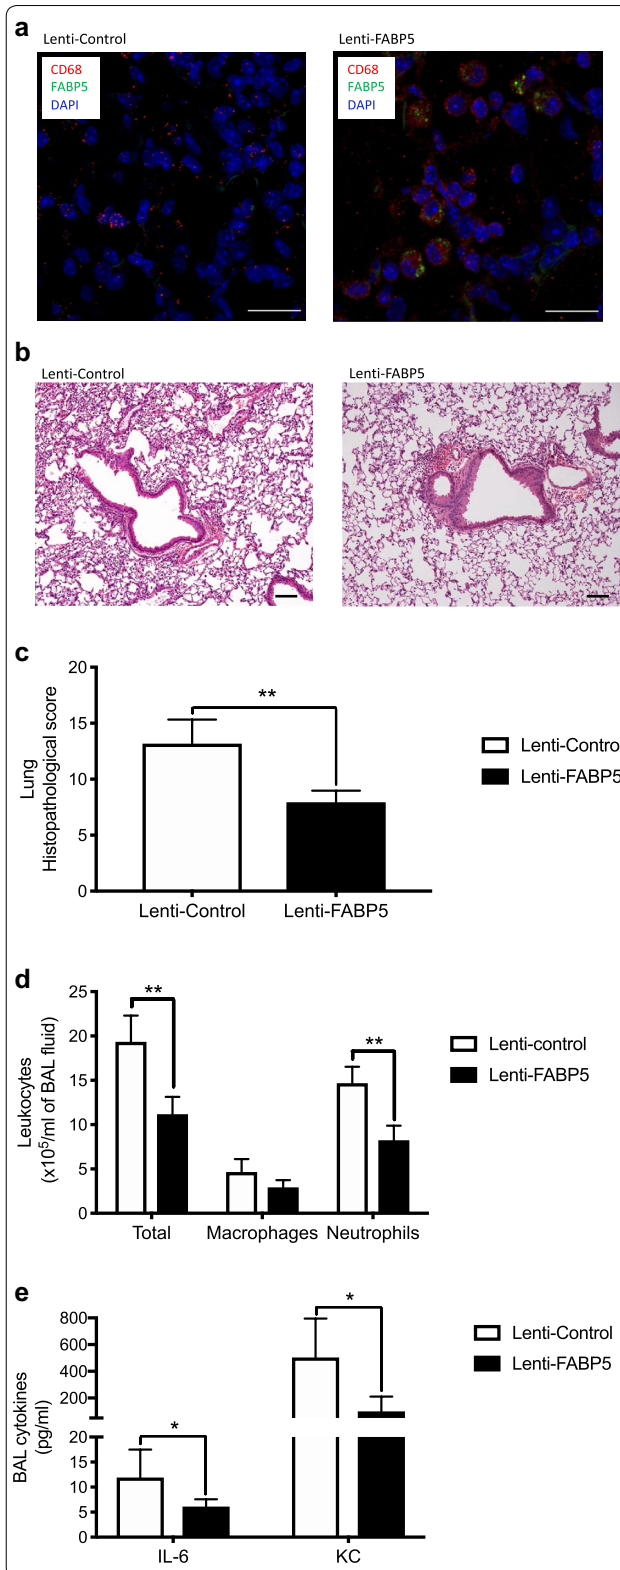 a
Lenti-Control
Lenti-FABP5
CD68
FABP5
DAPI
CD68
FABP5
DAPI
b
Lenti-Control
Lenti-FABP5
c
20
15
10
5
0
Lung
Histopathological score
**
Lenti-Control
Lenti-FABP5
Lenti-Control
Lenti-FABP5
d
25
20
15
10
5
0
Leukocytes
(x10⁵/ml of BAL fluid)
**
**
Total
Macrophages
Neutrophils
Lenti-control
Lenti-FABP5
e
800
600
400
200
20
15
10
5
0
BAL cytokines
(pg/ml)
*
*
IL-6
KC
Lenti-Control
Lenti-FABP5